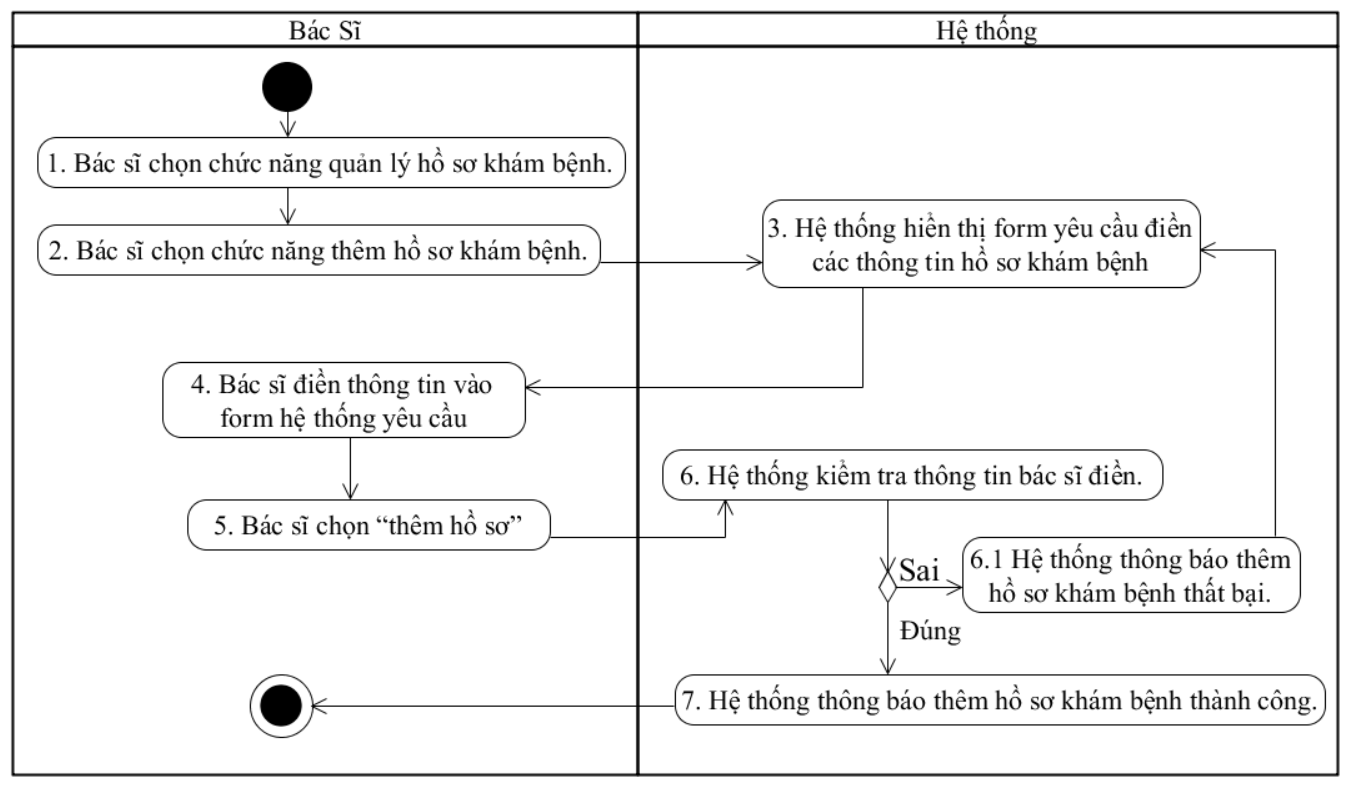 Bác Sĩ
Hệ thống
1. Bác sĩ chọn chức năng quản lý hồ sơ khám bệnh.
2. Bác sĩ chọn chức năng thêm hồ sơ khám bệnh.
3. Hệ thống hiển thị form yêu cầu điền
các thông tin hồ sơ khám bệnh
4. Bác sĩ điền thông tin vào
form hệ thống yêu cầu
5. Bác sĩ chọn “thêm hồ sơ”
6. Hệ thống kiểm tra thông tin bác sĩ điền.
Sai
6.1 Hệ thống thông báo thêm
hồ sơ khám bệnh thất bại.
Đúng
7. Hệ thống thông báo thêm hồ sơ khám bệnh thành công.